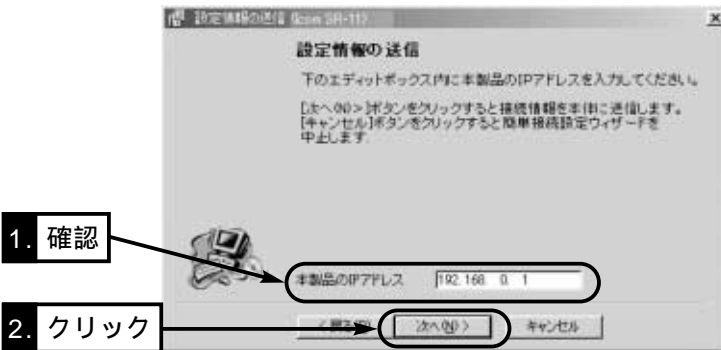 設定情報の送信 (Icom SR-11)
設定情報の送信
下のエディットボックス内に本製品のIPアドレスを入力してください。
[次へ(N)>]ボタンをクリックすると接続情報を本体に送信します。
[キャンセル]ボタンをクリックすると簡単接続設定ウィザードを
中止します
1. 確認
本製品のIPアドレス 192.168. 0. 1
2. クリック
次へ(N)> キャンセル